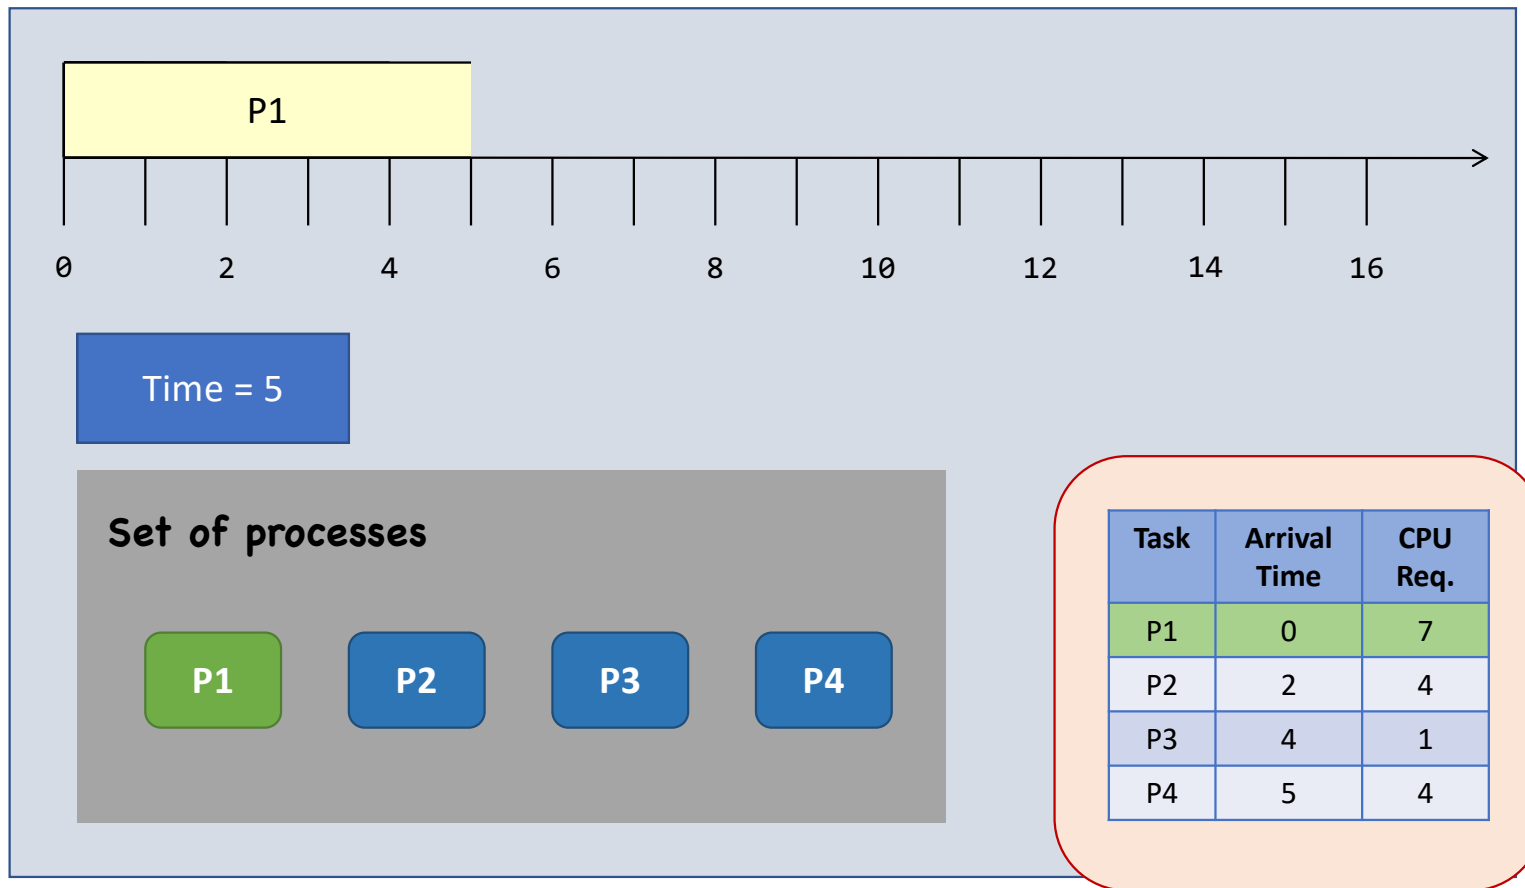 P1
0 2 4 6 8 10 12 14 16
Time = 5
Set of processes
P1 P2 P3 P4
Task Arrival Time CPU Req.
P1 0 7
P2 2 4
P3 4 1
P4 5 4